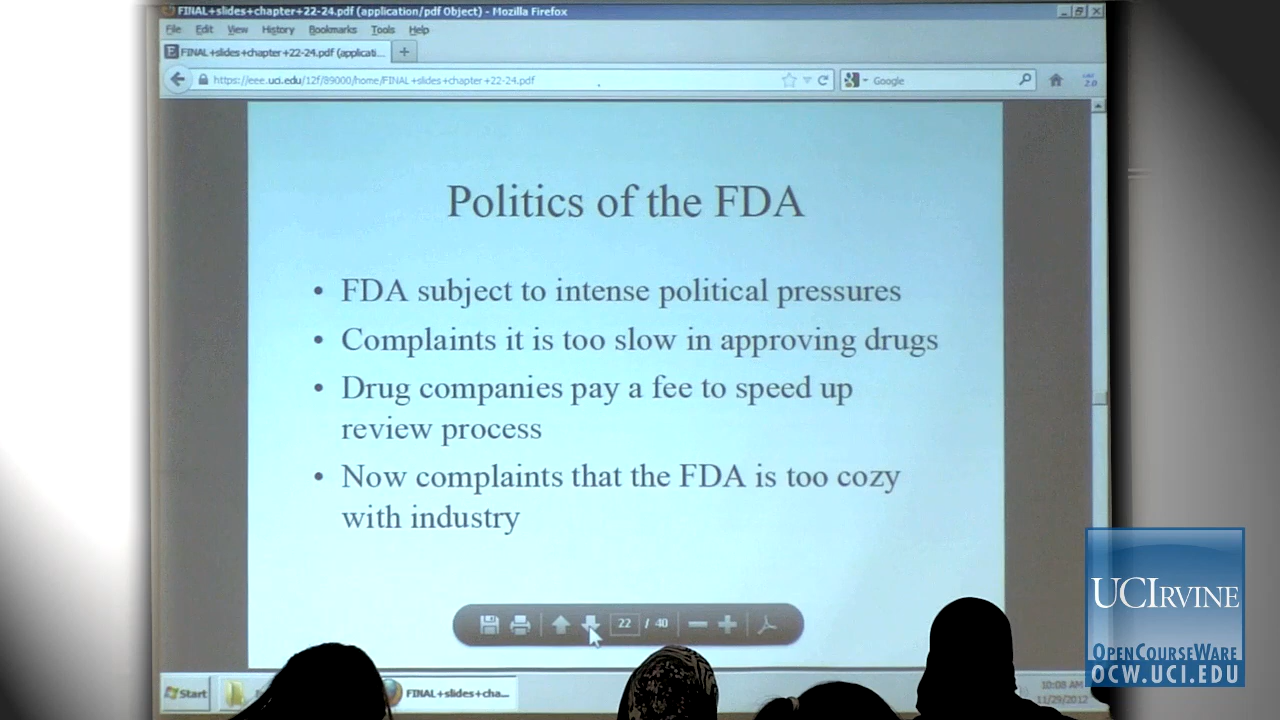 FINAL+slides+chapter+22-24.pdf (application/pdf Object) - Mozilla Firefox
File Edit View History Bookmarks Tools Help
FINAL+slides+chapter+22-24.pdf (applicati...
https://eee.uci.edu/12f/89000/home/FINAL+slides+chapter+22-24.pdf
Google
Politics of the FDA
• FDA subject to intense political pressures
• Complaints it is too slow in approving drugs
• Drug companies pay a fee to speed up
review process
• Now complaints that the FDA is too cozy
with industry
22 / 40
Start
FINAL+slides+cha...
10:08 AM
11/29/2012
UCIRVINE
OPENCOURSEWARE
OCW.UCI.EDU